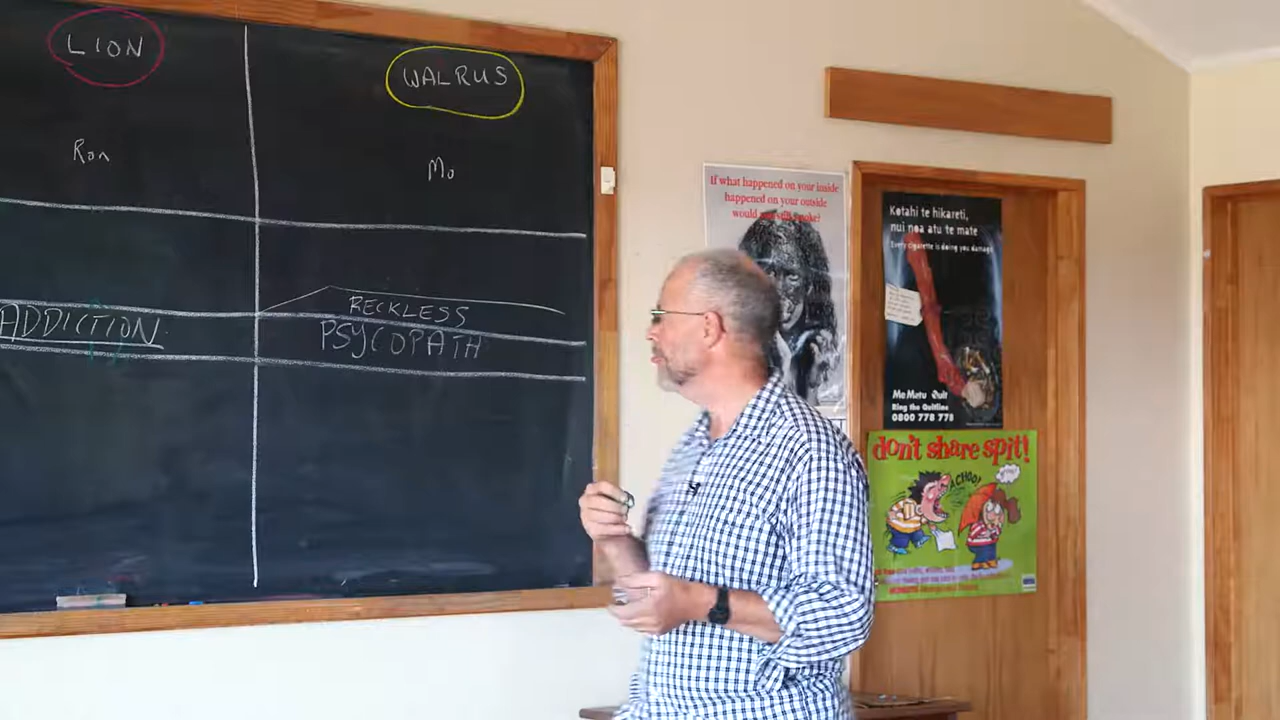 LION
WALRUS
Ron
Mo
RECKLESS
ADDICTION
PSYCOPATH
If what happened on your inside
happened on your outside
would you still smoke?
Kotahi te hikareti,
nui noa atu te mate
Every cigarette is doing you damage
Me Mutu
Quit
Ring the Quitline
0800 778 778
don't share spit!
ACHOO!